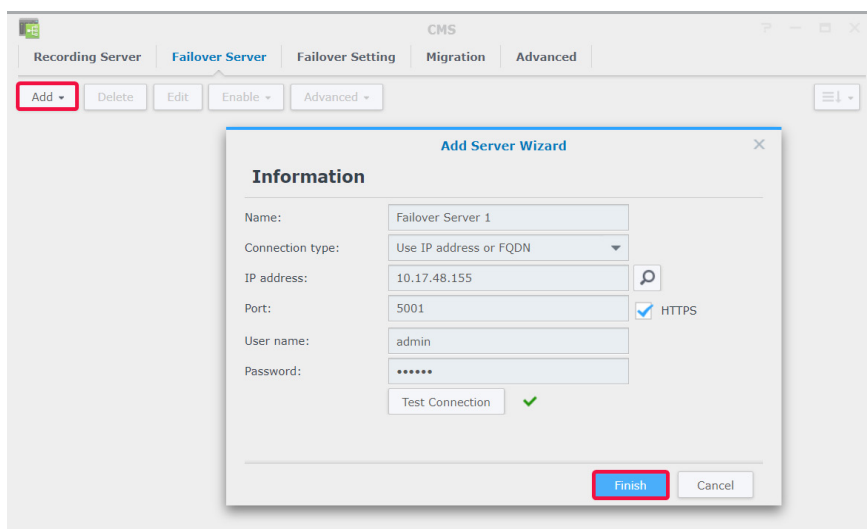 CMS
Recording Server Failover Server Failover Setting Migration Advanced
Add Delete Edit Enable Advanced
Add Server Wizard
Information
Name: Failover Server 1
Connection type: Use IP address or FQDN
IP address: 10.17.48.155
Port: 5001 HTTPS
User name: admin
Password: ••••••
Test Connection
Finish Cancel